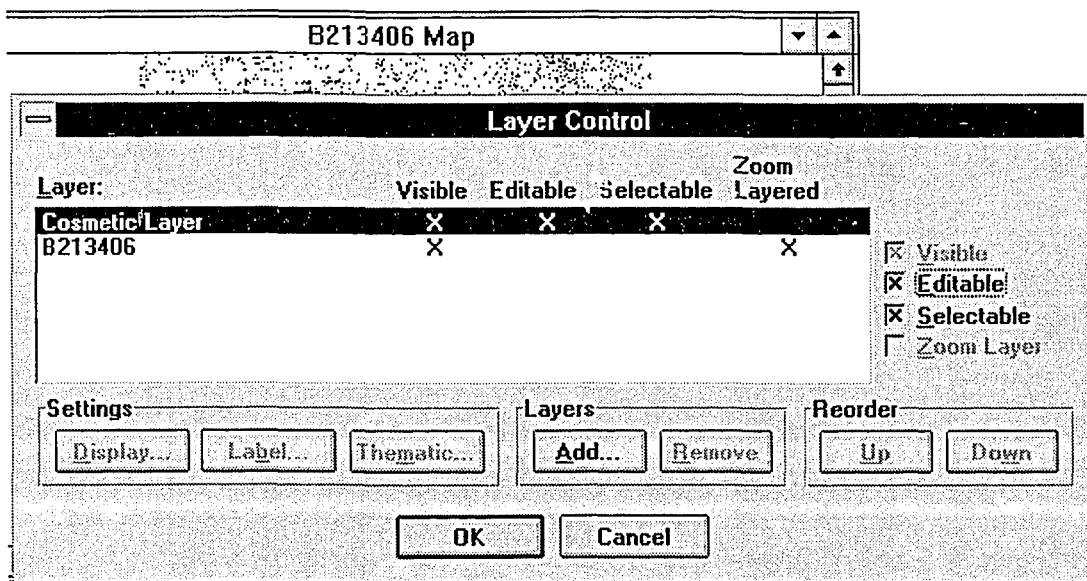 B213406 Map
Layer Control
Zoom
Layer: Visible Editable Selectable Layered
Cosmetic Layer X X X
B213406 X X
Visible
Editable
Selectable
Zoom Layer
Settings Layers Reorder
Display... Label... Thematic... Add... Remove Up Down
OK Cancel